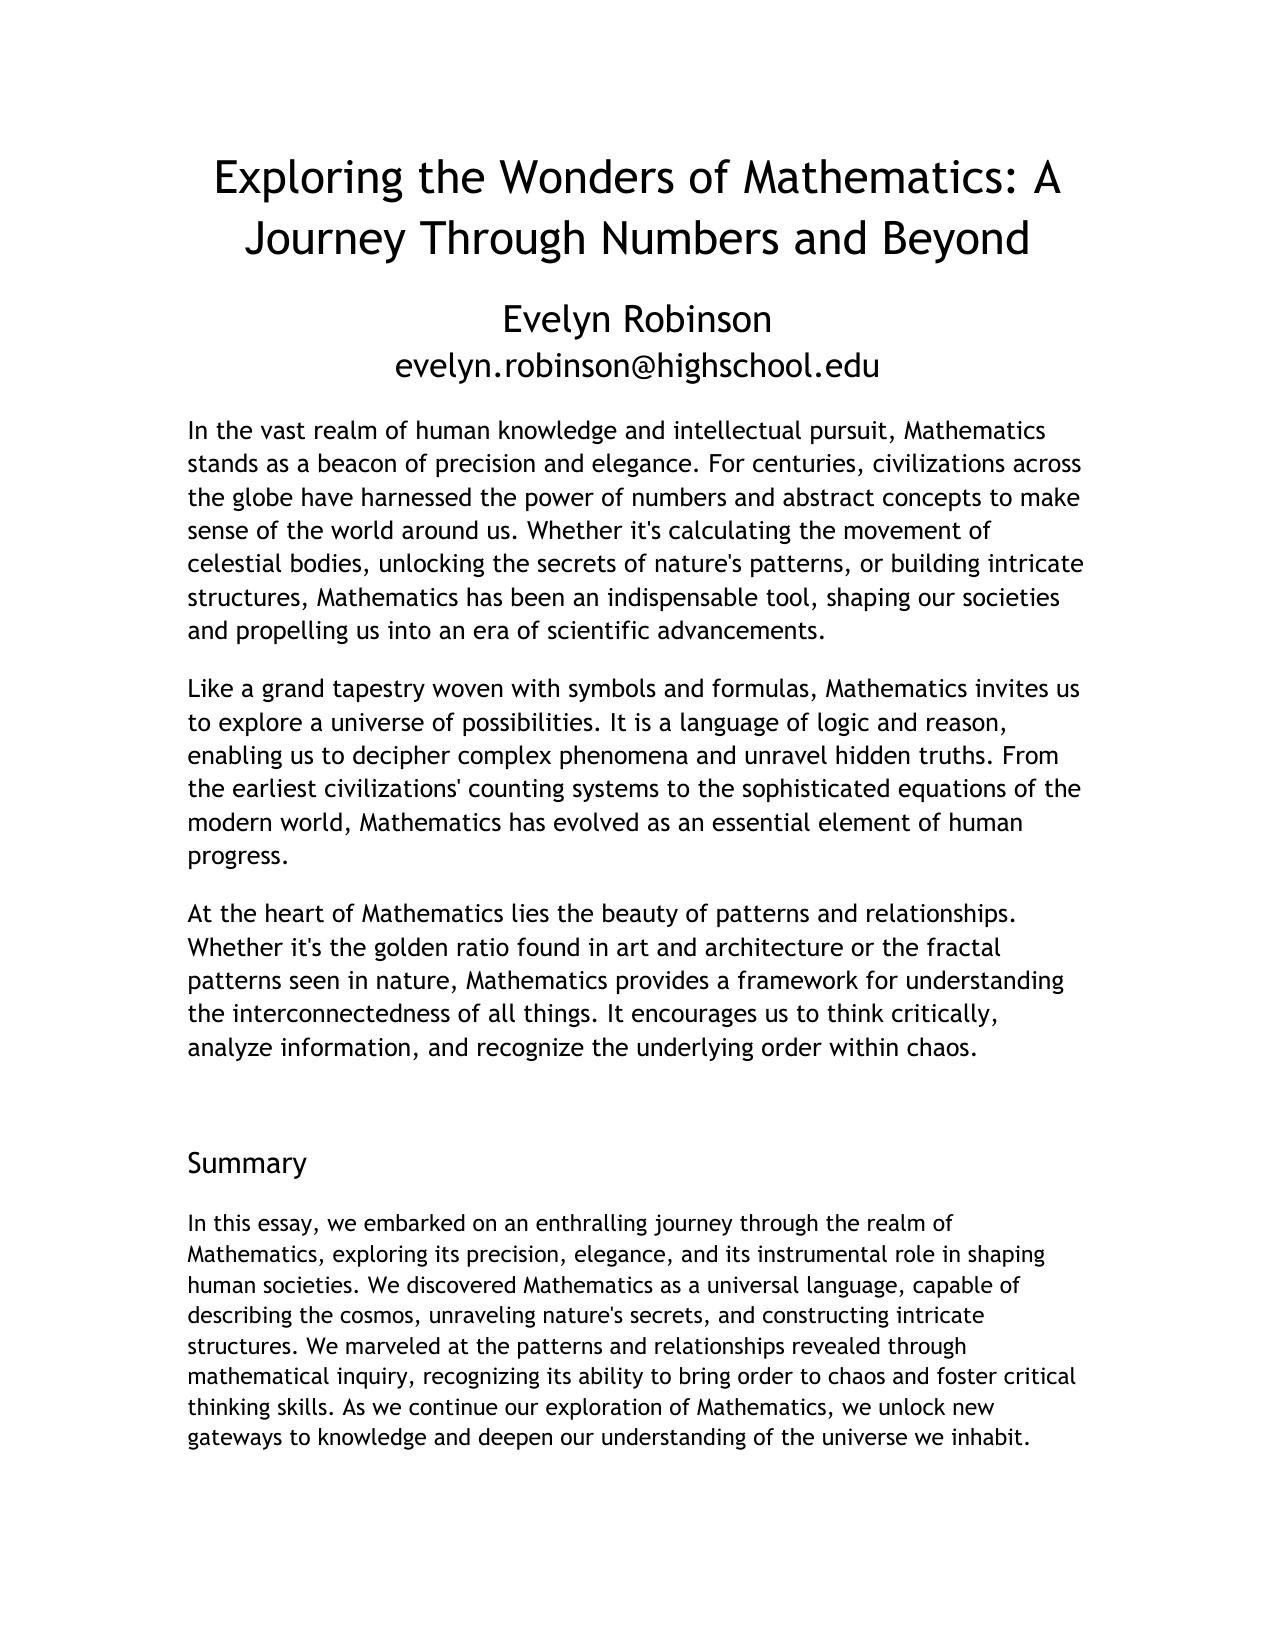 Exploring the Wonders of Mathematics: A
Journey Through Numbers and Beyond
Evelyn Robinson
evelyn.robinson@highschool.edu
In the vast realm of human knowledge and intellectual pursuit, Mathematics
stands as a beacon of precision and elegance. For centuries, civilizations across
the globe have harnessed the power of numbers and abstract concepts to make
sense of the world around us. Whether it's calculating the movement of
celestial bodies, unlocking the secrets of nature's patterns, or building intricate
structures, Mathematics has been an indispensable tool, shaping our societies
and propelling us into an era of scientific advancements.
Like a grand tapestry woven with symbols and formulas, Mathematics invites us
to explore a universe of possibilities. It is a language of logic and reason,
enabling us to decipher complex phenomena and unravel hidden truths. From
the earliest civilizations' counting systems to the sophisticated equations of the
modern world, Mathematics has evolved as an essential element of human
progress.
At the heart of Mathematics lies the beauty of patterns and relationships.
Whether it's the golden ratio found in art and architecture or the fractal
patterns seen in nature, Mathematics provides a framework for understanding
the interconnectedness of all things. It encourages us to think critically,
analyze information, and recognize the underlying order within chaos.
Summary
In this essay, we embarked on an enthralling journey through the realm of
Mathematics, exploring its precision, elegance, and its instrumental role in shaping
human societies. We discovered Mathematics as a universal language, capable of
describing the cosmos, unraveling nature's secrets, and constructing intricate
structures. We marveled at the patterns and relationships revealed through
mathematical inquiry, recognizing its ability to bring order to chaos and foster critical
thinking skills. As we continue our exploration of Mathematics, we unlock new
gateways to knowledge and deepen our understanding of the universe we inhabit.